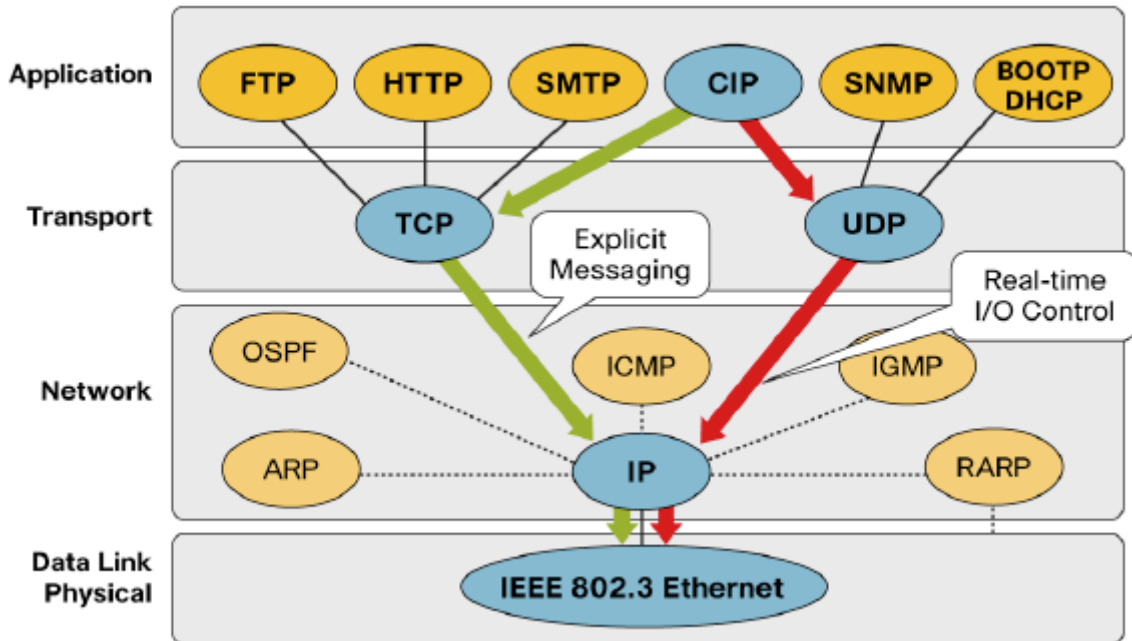 Application
FTP
HTTP
SMTP
CIP
SNMP
BOOTP
DHCP
Transport
TCP
UDP
Explicit
Messaging
Real-time
I/O Control
Network
OSPF
ICMP
IGMP
ARP
IP
RARP
Data Link
Physical
IEEE 802.3 Ethernet